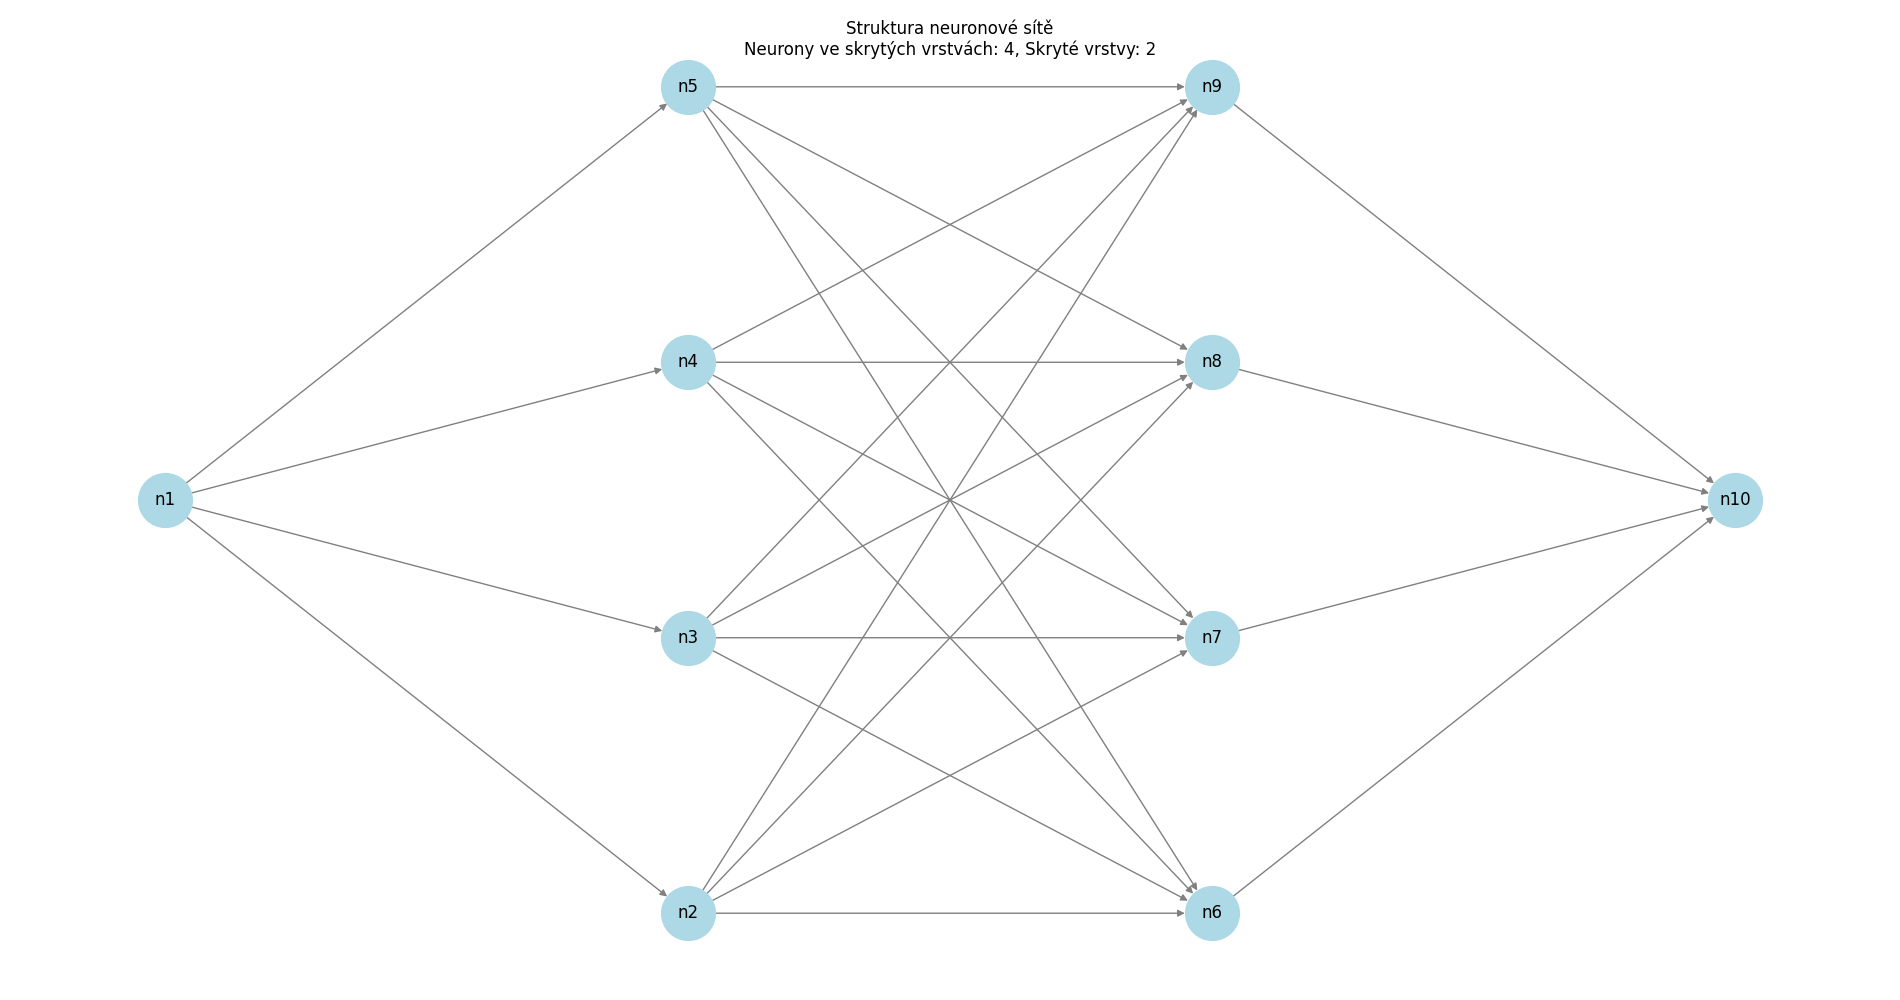 Struktura neuronové sítě
Neurony ve skrytých vrstvách: 4, Skryté vrstvy: 2
n5
n9
n4
n8
n1
n10
n3
n7
n2
n6